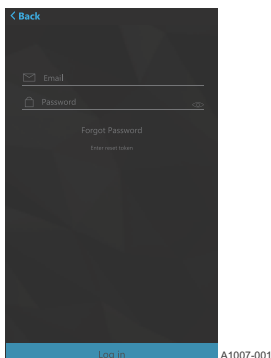 Back
Email
Password
Forgot Password
Enter reset token
Log in
A1007-001